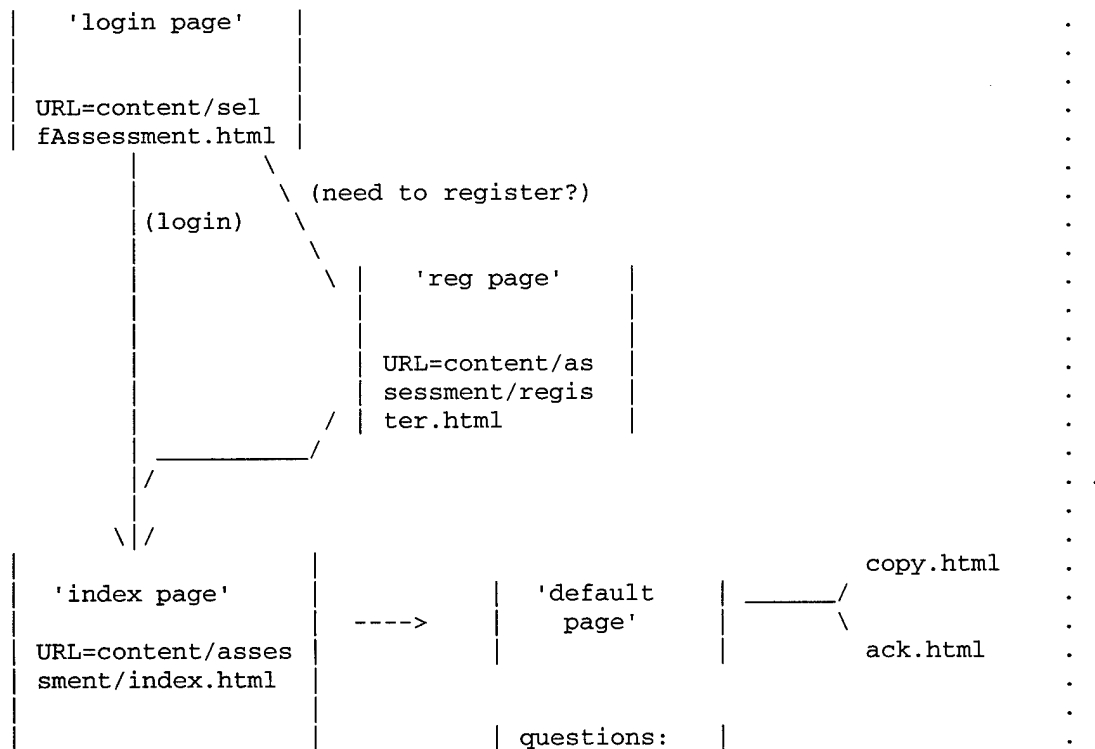 'login page'
URL=content/sel
fAssessment.html
(need to register?)
(login)
'reg page'
URL=content/as
sessment/regis
ter.html
copy.html
'index page'
'default
---->
page'
URL=content/asses
ack.html
sment/index.html
questions: